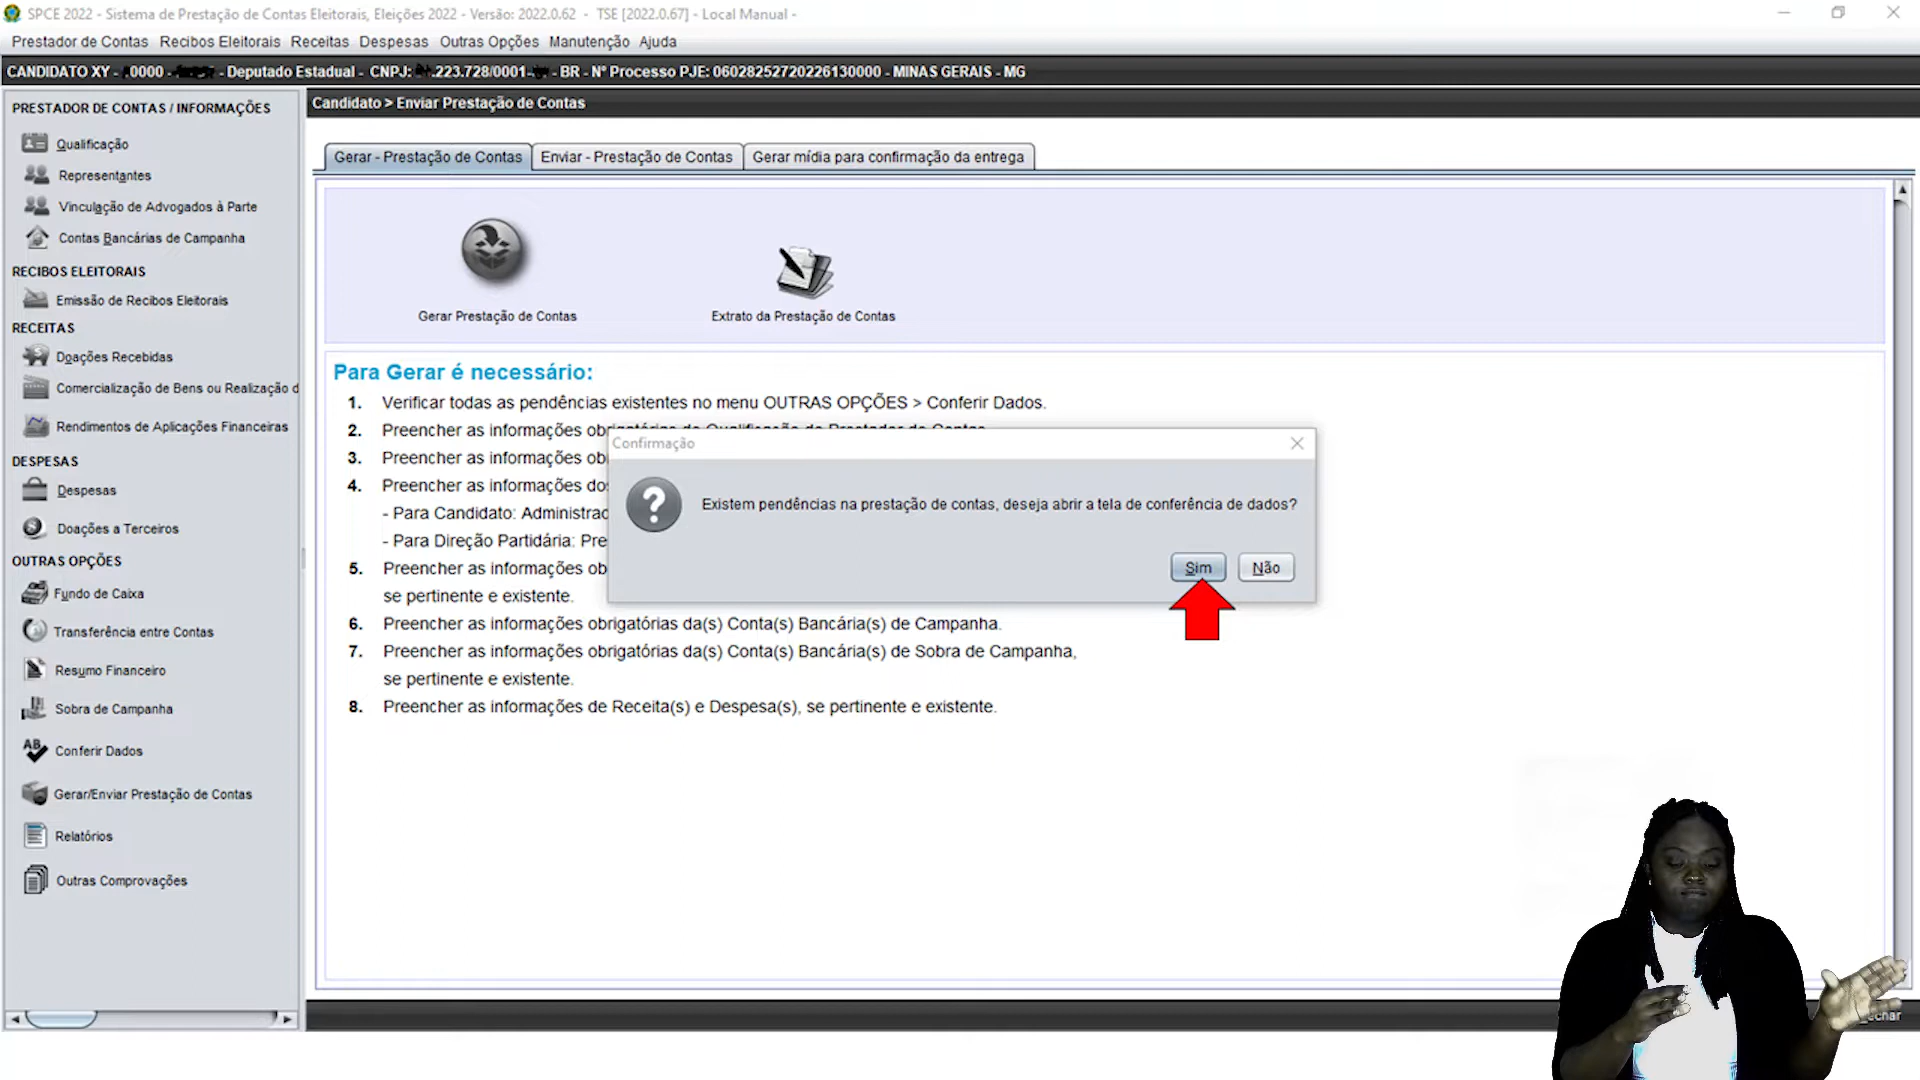 SPCE 2022 - Sistema de Prestação de Contas Eleitorais, Eleições 2022 - Versão: 2022.0.62 - TSE [2022.0.67] - Local Manual -
Prestador de Contas Recibos Eleitorais Receitas Despesas Outras Opções Manutenção Ajuda
CANDIDATO XY - 0000 - - Deputado Estadual - CNPJ: .223.728/0001- - BR - Nº Processo PJE: 06028252720226130000 - MINAS GERAIS - MG
PRESTADOR DE CONTAS / INFORMAÇÕES
Qualificação
Representantes
Vinculação de Advogados à Parte
Contas Bancárias de Campanha
RECIBOS ELEITORAIS
Emissão de Recibos Eleitorais
RECEITAS
Doações Recebidas
Comercialização de Bens ou Realização d
Rendimentos de Aplicações Financeiras
DESPESAS
Despesas
Doações a Terceiros
OUTRAS OPÇÕES
Fundo de Caixa
Transferência entre Contas
Resumo Financeiro
Sobra de Campanha
Conferir Dados
Gerar/Enviar Prestação de Contas
Relatórios
Outras Comprovações
Candidato > Enviar Prestação de Contas
Gerar - Prestação de Contas Enviar - Prestação de Contas Gerar mídia para confirmação da entrega
Gerar Prestação de Contas Extrato da Prestação de Contas
Para Gerar é necessário:
1. Verificar todas as pendências existentes no menu OUTRAS OPÇÕES > Conferir Dados.
2. Preencher as informações obrigatórias da Qualificação do Prestador de Contas.
3. Preencher as informações ob
4. Preencher as informações do
- Para Candidato: Administrac
- Para Direção Partidária: Pre
5. Preencher as informações ob
se pertinente e existente.
6. Preencher as informações obrigatórias da(s) Conta(s) Bancária(s) de Campanha.
7. Preencher as informações obrigatórias da(s) Conta(s) Bancária(s) de Sobra de Campanha,
se pertinente e existente.
8. Preencher as informações de Receita(s) e Despesa(s), se pertinente e existente.
Confirmação
Existem pendências na prestação de contas, deseja abrir a tela de conferência de dados?
Sim Não
echar